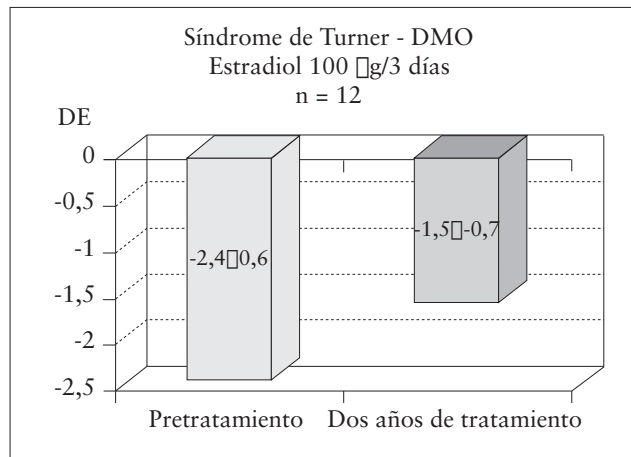 Síndrome de Turner - DMO
Estradiol 100 □g/3 días
n = 12
DE
0
-0,5
-1
-1,5
-2
-2,5
-2,4□0,6
-1,5□-0,7
Pretratamiento Dos años de tratamiento